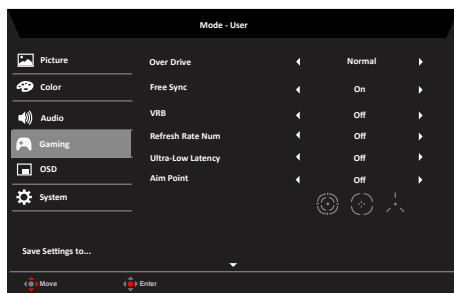 Mode - User
Picture
Color
Audio
Gaming
OSD
System
Save Settings to...
Over Drive Normal
Free Sync On
VRB Off
Refresh Rate Num Off
Ultra-Low Latency Off
Aim Point Off
Move Enter